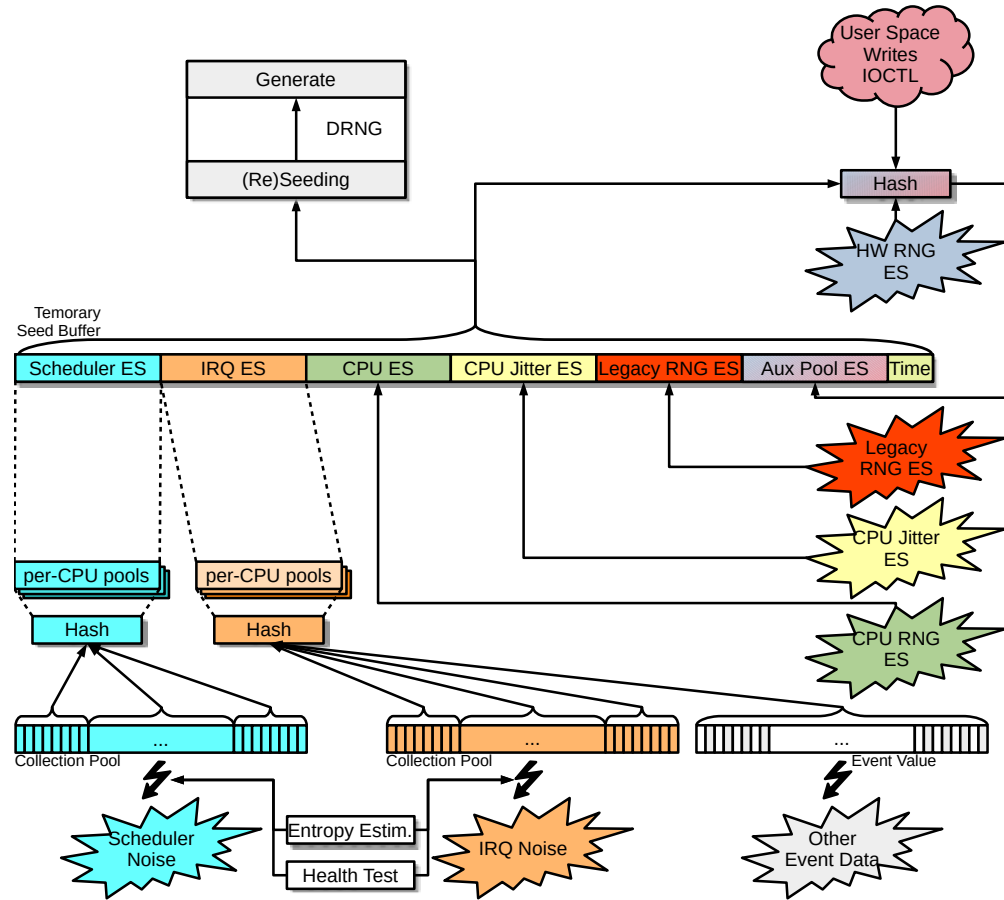 User Space
Writes
IOCTL
Generate
DRNG
(Re)Seeding
Hash
HW RNG
ES
Temorary
Seed Buffer
Scheduler ES
IRQ ES
CPU ES
CPU Jitter ES
Legacy RNG ES
Aux Pool ES
Time
Legacy
RNG ES
CPU Jitter
ES
per-CPU pools
per-CPU pools
Hash
Hash
CPU RNG
ES
...
...
...
Collection Pool
Collection Pool
Event Value
Scheduler
Noise
Entropy Estim.
Health Test
IRQ Noise
Other
Event Data